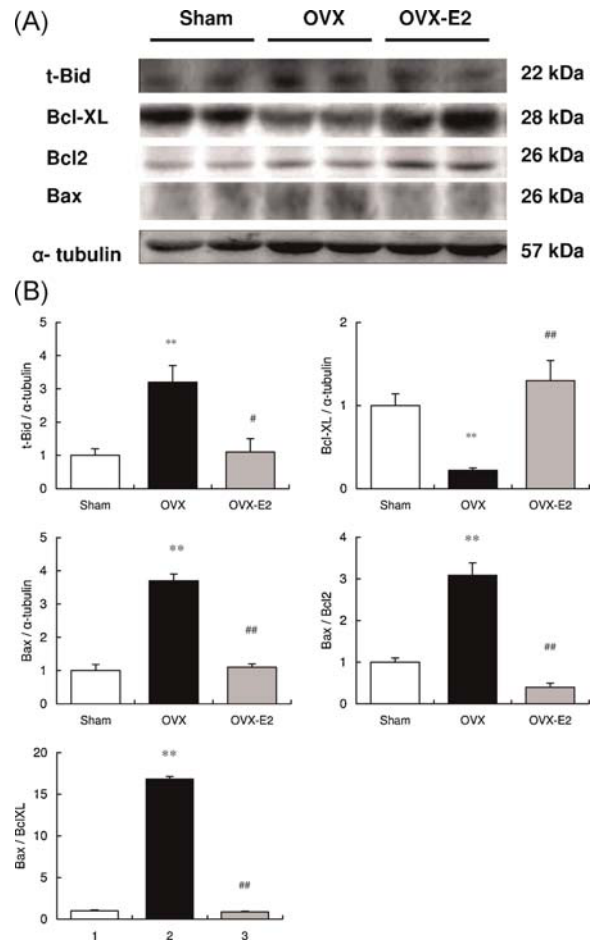 (A)
Sham OVX OVX-E2
t-Bid 22 kDa
Bcl-XL 28 kDa
Bcl2 26 kDa
Bax 26 kDa
α- tubulin 57 kDa
(B)
t-Bid / α-tubulin
5
4
3
2
1
0
**
#
Sham OVX OVX-E2
Bcl-XL / α-tubulin
2
1
0
**
##
Sham OVX OVX-E2
Bax / α-tubulin
5
4
3
2
1
0
**
##
Sham OVX OVX-E2
Bax / Bcl2
4
3
2
1
0
**
##
Sham OVX OVX-E2
Bax / BclXL
20
15
10
5
0
**
##
1 2 3